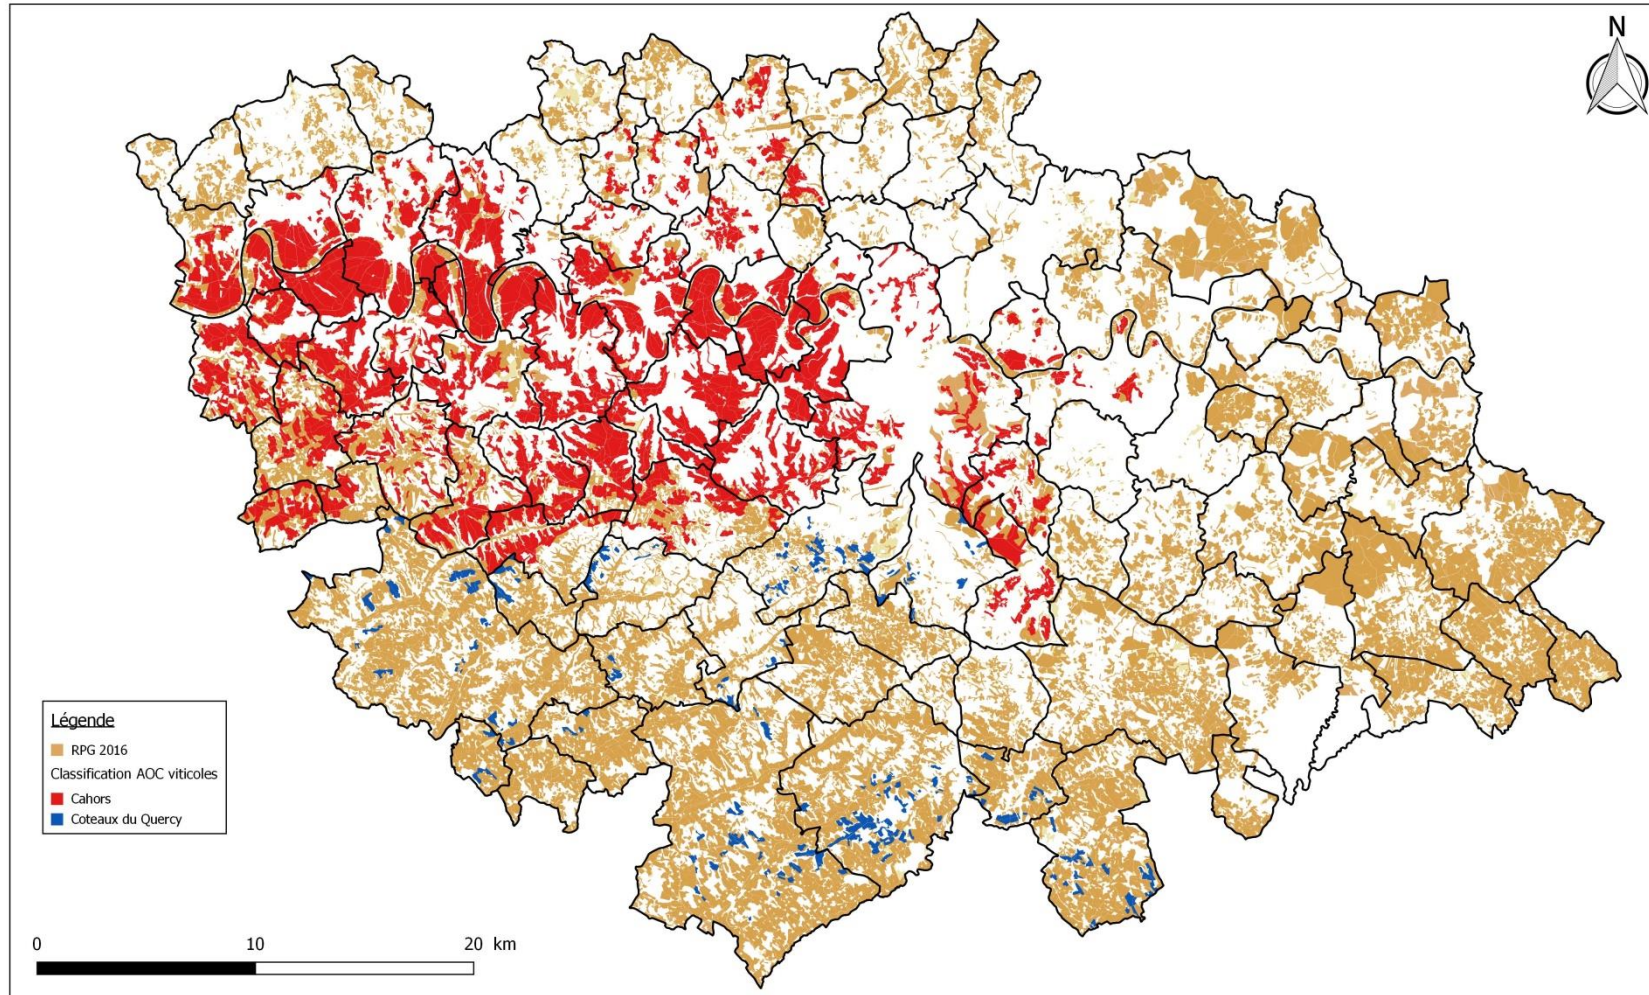 N
Légende
RPG 2016
Classification AOC viticoles
Cahors
Coteaux du Quercy
0 10 20 km